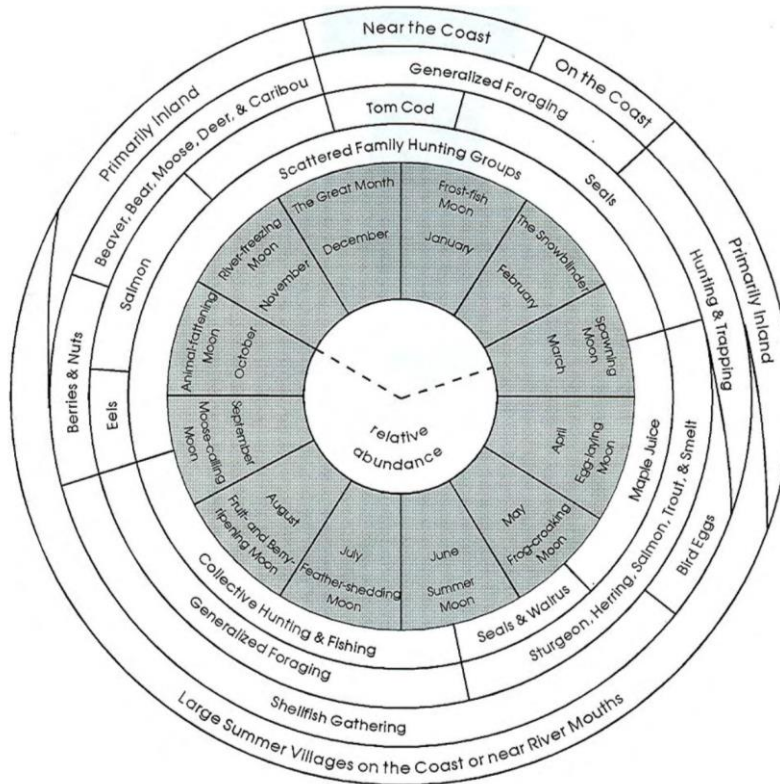 Near the Coast
On the Coast
Primarily Inland
Large Summer Villages on the Coast or near River Mouths
Primarily Inland
Generalized Foraging
Hunting & Trapping
Bird Eggs
Shellfish Gathering
Berries & Nuts
Beaver, Bear, Moose, Deer, & Caribou
Tom Cod
Seals
Sturgeon, Herring, Salmon, Trout, & Smelt
Generalized Foraging
Eels
Salmon
Scattered Family Hunting Groups
Maple Juice
Seals & Walrus
Collective Hunting & Fishing
Frost-fish
Moon
January
The Snowblinder
February
Spawning
Moon
March
Egg-laying
Moon
April
Frog-croaking
Moon
May
June
Summer
Moon
July
Feather-shedding
Moon
August
Fruit- and Berry-
ripening Moon
September
Moose-calling
Moon
Animal-fattening
Moon
October
River-freezing
Moon
November
The Great Month
December
relative
abundance